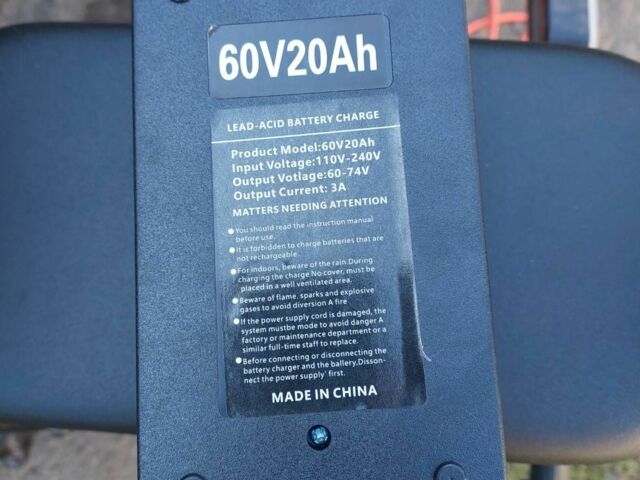 60V20Ah
LEAD-ACID BATTERY CHARGE
Product Model:60V20Ah
Input Voltage:110V-240V
Output Votlage:60-74V
Output Current: 3A
MATTERS NEEDING ATTENTION
●You should read the instruction manual
before use.
●It is forbidden to charge batteries that are
not rechargeable.
●For indoors, beware of the rain.During
charging the charge No cover, must be
placed in a well ventilated area.
●Beware of flame. sparks and explosive
gases to avoid diversion A fire
●If the power supply cord is damaged, the
system mustbe mode to avoid danger A
factory or maintenance department or a
similar full-time staff to replace.
●Before connecting or disconnecting the
battery charger and the ballery.Disson-
nect the power supply' first.
MADE IN CHINA